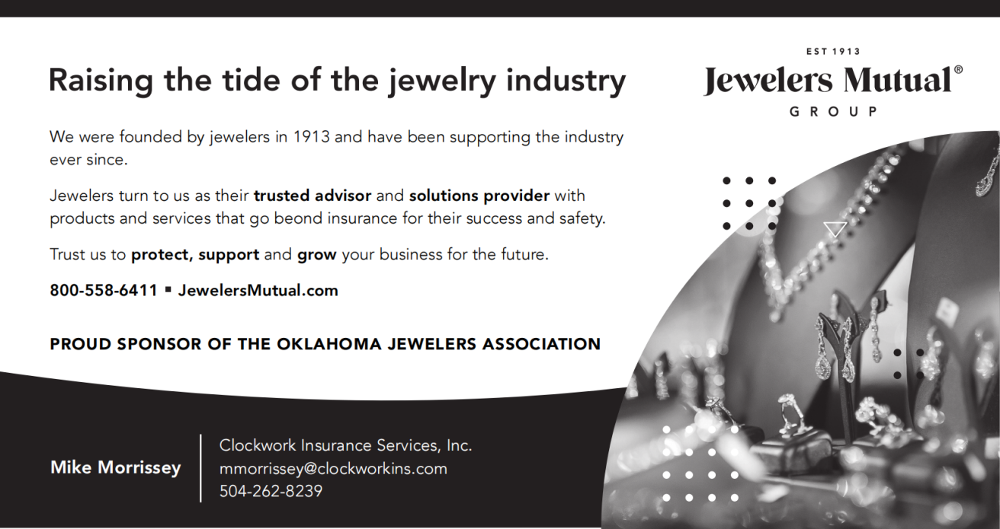 Raising the tide of the jewelry industry
We were founded by jewelers in 1913 and have been supporting the industry
ever since.
Jewelers turn to us as their trusted advisor and solutions provider with
products and services that go beond insurance for their success and safety.
Trust us to protect, support and grow your business for the future.
800-558-6411 ▪ JewelersMutual.com
PROUD SPONSOR OF THE OKLAHOMA JEWELERS ASSOCIATION
EST 1913
Jewelers Mutual®
GROUP
Mike Morrissey
Clockwork Insurance Services, Inc.
mmorrissey@clockworkins.com
504-262-8239